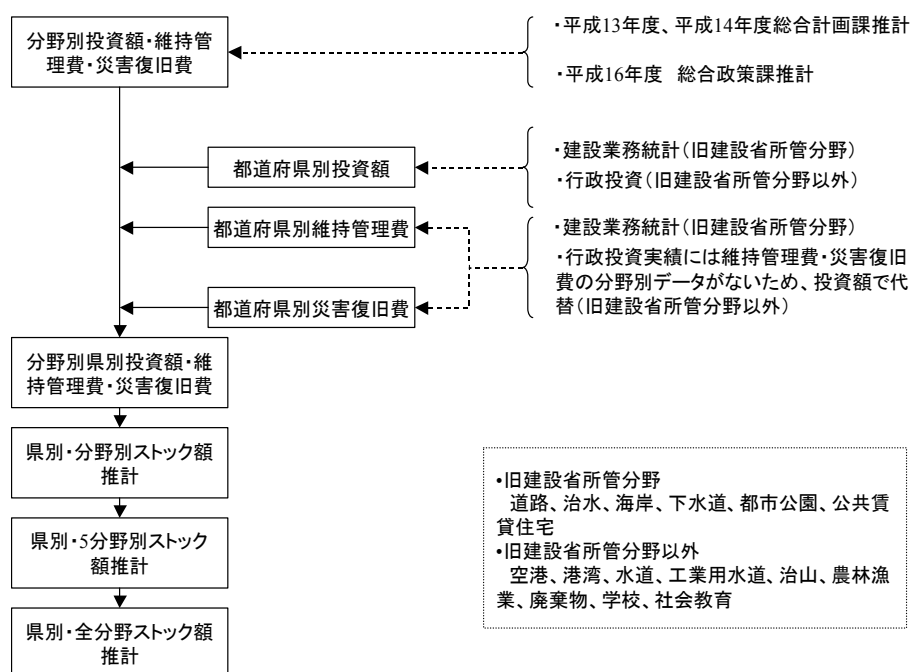 分野別投資額・維持管
理費・災害復旧費
・平成13年度、平成14年度総合計画課推計
・平成16年度　総合政策課推計
都道府県別投資額
・建設業務統計(旧建設省所管分野)
・行政投資(旧建設省所管分野以外)
都道府県別維持管理費
都道府県別災害復旧費
・建設業務統計(旧建設省所管分野)
・行政投資実績には維持管理費・災害復旧
費の分野別データがないため、投資額で代
替(旧建設省所管分野以外)
分野別県別投資額・維
持管理費・災害復旧費
県別・分野別ストック額
推計
県別・5分野別ストック
額推計
県別・全分野ストック額
推計
•旧建設省所管分野
道路、治水、海岸、下水道、都市公園、公共賃
貸住宅
•旧建設省所管分野以外
空港、港湾、水道、工業用水道、治山、農林漁
業、廃棄物、学校、社会教育